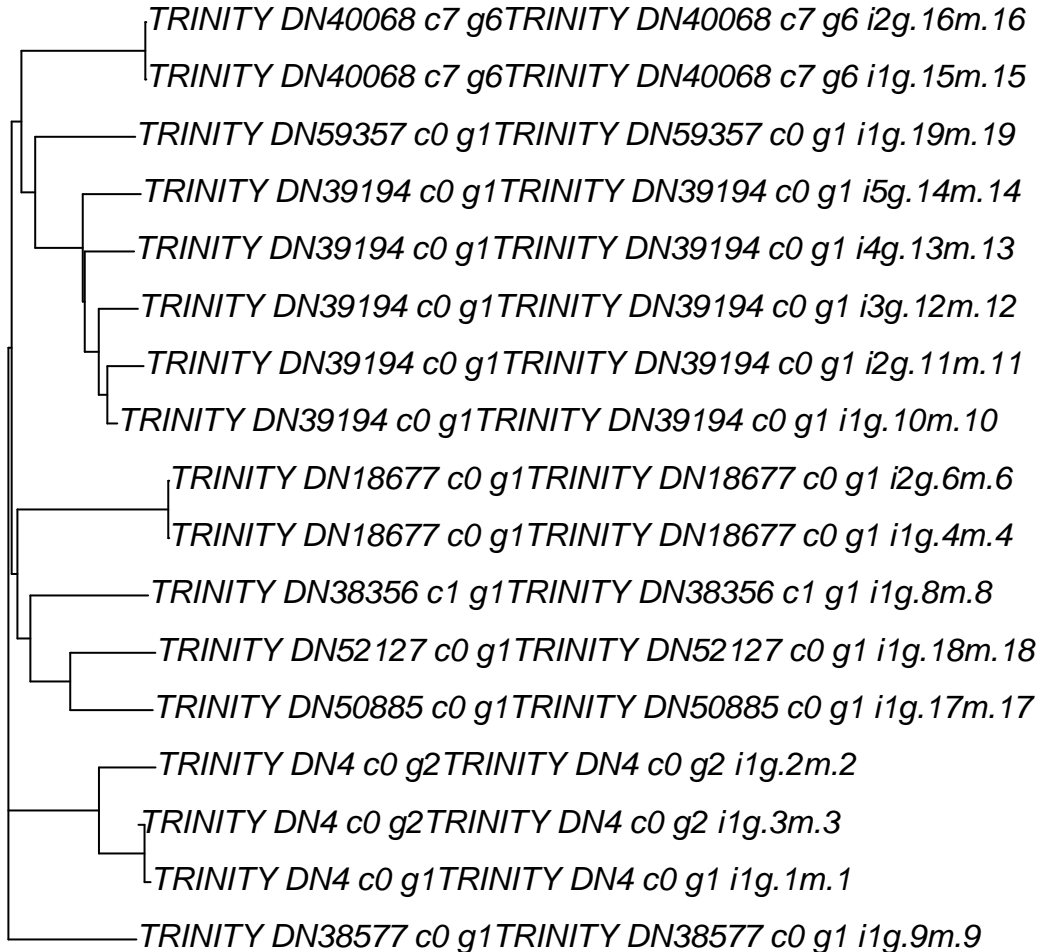 TRINITY DN40068 c7 g6TRINITY DN40068 c7 g6 i2g.16m.16
TRINITY DN40068 c7 g6TRINITY DN40068 c7 g6 i1g.15m.15
TRINITY DN59357 c0 g1TRINITY DN59357 c0 g1 i1g.19m.19
TRINITY DN39194 c0 g1TRINITY DN39194 c0 g1 i5g.14m.14
TRINITY DN39194 c0 g1TRINITY DN39194 c0 g1 i4g.13m.13
TRINITY DN39194 c0 g1TRINITY DN39194 c0 g1 i3g.12m.12
TRINITY DN39194 c0 g1TRINITY DN39194 c0 g1 i2g.11m.11
TRINITY DN39194 c0 g1TRINITY DN39194 c0 g1 i1g.10m.10
TRINITY DN18677 c0 g1TRINITY DN18677 c0 g1 i2g.6m.6
TRINITY DN18677 c0 g1TRINITY DN18677 c0 g1 i1g.4m.4
TRINITY DN38356 c1 g1TRINITY DN38356 c1 g1 i1g.8m.8
TRINITY DN52127 c0 g1TRINITY DN52127 c0 g1 i1g.18m.18
TRINITY DN50885 c0 g1TRINITY DN50885 c0 g1 i1g.17m.17
TRINITY DN4 c0 g2TRINITY DN4 c0 g2 i1g.2m.2
TRINITY DN4 c0 g2TRINITY DN4 c0 g2 i1g.3m.3
TRINITY DN4 c0 g1TRINITY DN4 c0 g1 i1g.1m.1
TRINITY DN38577 c0 g1TRINITY DN38577 c0 g1 i1g.9m.9